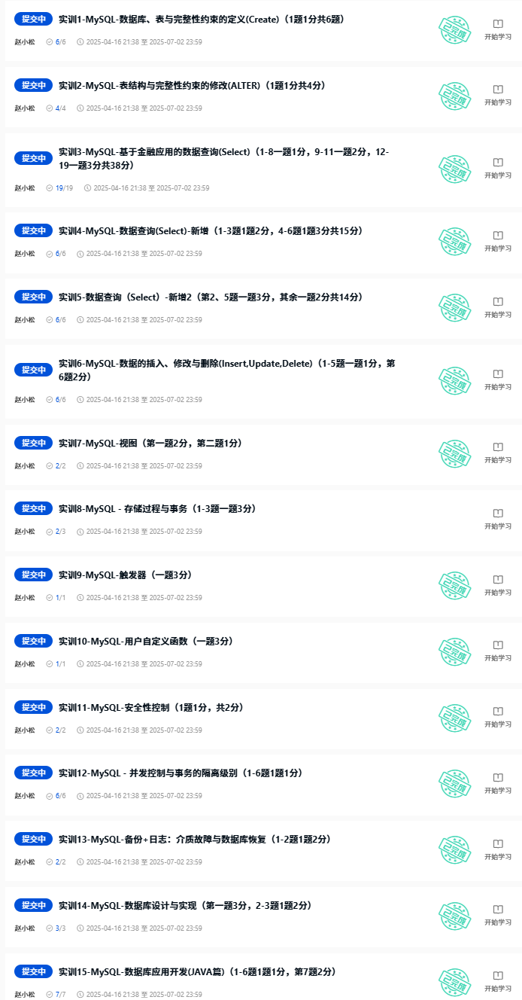 提交中 实训1-MySQL-数据库、表与完整性约束的定义(Create)（1题1分共6题）
已完成
开始学习
赵小松 6/6 2025-04-16 21:38 至 2025-07-02 23:59
提交中 实训2-MySQL-表结构与完整性约束的修改(ALTER)（1题1分共4分）
已完成
开始学习
赵小松 4/4 2025-04-16 21:38 至 2025-07-02 23:59
提交中 实训3-MySQL-基于金融应用的数据查询(Select)（1-8一题1分，9-11一题2分，12-
19一题3分共38分）
已完成
开始学习
赵小松 19/19 2025-04-16 21:38 至 2025-07-02 23:59
提交中 实训4-MySQL-数据查询(Select)-新增（1-3题1题2分，4-6题1题3分共15分）
已完成
开始学习
赵小松 6/6 2025-04-16 21:38 至 2025-07-02 23:59
提交中 实训5-数据查询（Select）-新增2（第2、5题一题3分，其余一题2分共14分）
已完成
开始学习
赵小松 6/6 2025-04-16 21:38 至 2025-07-02 23:59
提交中 实训6-MySQL-数据的插入、修改与删除(Insert,Update,Delete)（1-5题一题1分，第
6题2分）
已完成
开始学习
赵小松 6/6 2025-04-16 21:38 至 2025-07-02 23:59
提交中 实训7-MySQL-视图（第一题2分，第二题1分）
已完成
开始学习
赵小松 2/2 2025-04-16 21:38 至 2025-07-02 23:59
提交中 实训8-MySQL - 存储过程与事务（1-3题一题3分）
开始学习
赵小松 2/3 2025-04-16 21:38 至 2025-07-02 23:59
提交中 实训9-MySQL-触发器（一题3分）
已完成
开始学习
赵小松 1/1 2025-04-16 21:38 至 2025-07-02 23:59
提交中 实训10-MySQL-用户自定义函数（一题3分）
已完成
开始学习
赵小松 1/1 2025-04-16 21:38 至 2025-07-02 23:59
提交中 实训11-MySQL-安全性控制（1题1分，共2分）
已完成
开始学习
赵小松 2/2 2025-04-16 21:38 至 2025-07-02 23:59
提交中 实训12-MySQL - 并发控制与事务的隔离级别（1-6题1题1分）
已完成
开始学习
赵小松 6/6 2025-04-16 21:38 至 2025-07-02 23:59
提交中 实训13-MySQL-备份+日志：介质故障与数据库恢复（1-2题1题2分）
已完成
开始学习
赵小松 2/2 2025-04-16 21:38 至 2025-07-02 23:59
提交中 实训14-MySQL-数据库设计与实现（第一题3分，2-3题1题2分）
已完成
开始学习
赵小松 3/3 2025-04-16 21:38 至 2025-07-02 23:59
提交中 实训15-MySQL-数据库应用开发(JAVA篇)（1-6题1题1分，第7题2分）
已完成
开始学习
赵小松 7/7 2025-04-16 21:38 至 2025-07-02 23:59